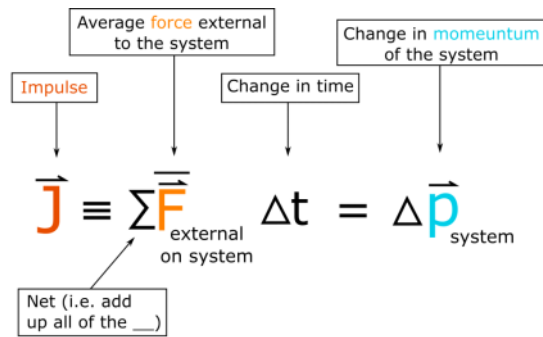 Average force external
to the system
Change in momeuntum
of the system
Impulse
Change in time
J ≡ ∑F external on system Δt = Δp system
Net (i.e. add
up all of the __)